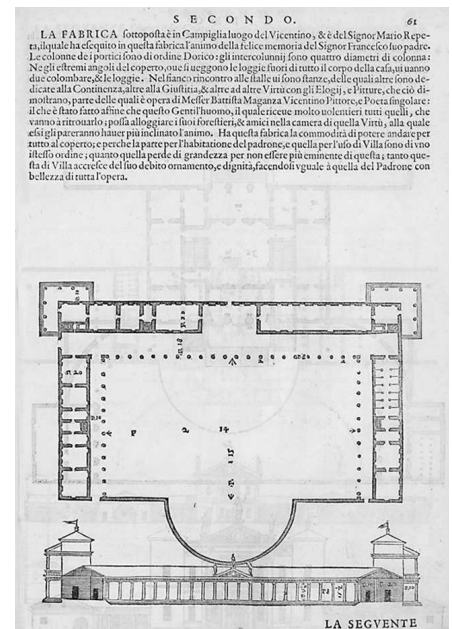 SECONDO. 61
LA FABRICA sottoposta è in Campiglia luogo del Vicentino, & è del Signor Mario Repe-
ta, ilquale ha esequito in questa fabrica l'animo della felice memoria del Signor Francesco suo padre.
Le colonne de i portici sono di ordine Dorico: gli intercolunnij sono quattro diametri di colonna:
Ne gli estremi angoli del coperto, oue si ueggono le loggie fuori di tutto il corpo della casa, ui uanno
due colombare, & le loggie. Nel fianco rincontro alle stalle ui sono stanze, delle quali altre sono de-
dicate alla Continenza, altre alla Giustitia, & altre ad altre Virtù con gli Elogij, e Pitture, che ciò di-
mostrano, parte delle quali è opera di Messer Battista Maganza Vicentino Pittore, e Poeta singolare:
il che è stato fatto affine che questo Gentil'huomo, il quale riceue molto uolentieri tutti quelli, che
vanno à ritrouarlo; possa alloggiare i suoi forestieri, & amici nella camera di quella Virtù, alla quale
essi gli pareranno hauer più inclinato l'animo. Ha questa fabrica la commodità di potere andare per
tutto al coperto; e perche la parte per l'habitatione del padrone, e quella per l'uso di Villa sono di vno
istesso ordine; quanto quella perde di grandezza per non essere più eminente di questa; tanto que-
sta di Villa accresce del suo debito ornamento, e dignità, facendosi vguale à quella del Padrone con
bellezza di tutta l'opera.
LA SEGVENTE